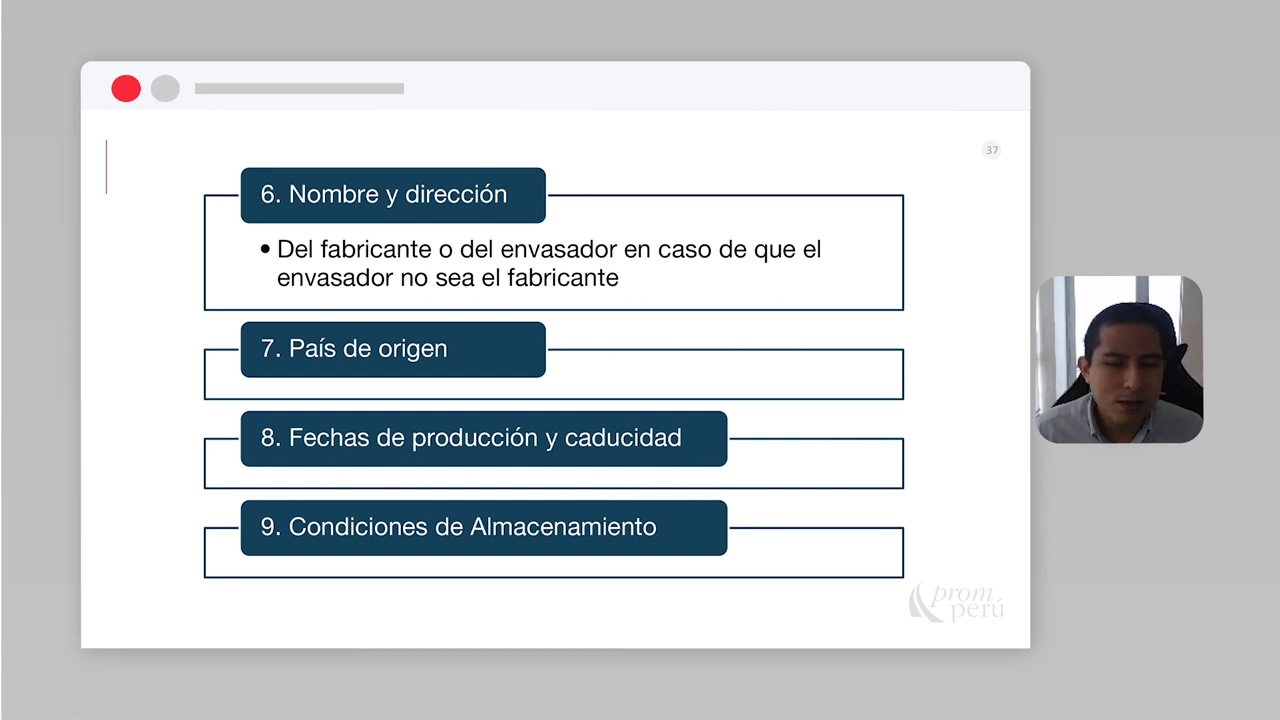 37
6. Nombre y dirección
• Del fabricante o del envasador en caso de que el
envasador no sea el fabricante
7. País de origen
8. Fechas de producción y caducidad
9. Condiciones de Almacenamiento
prom
perú